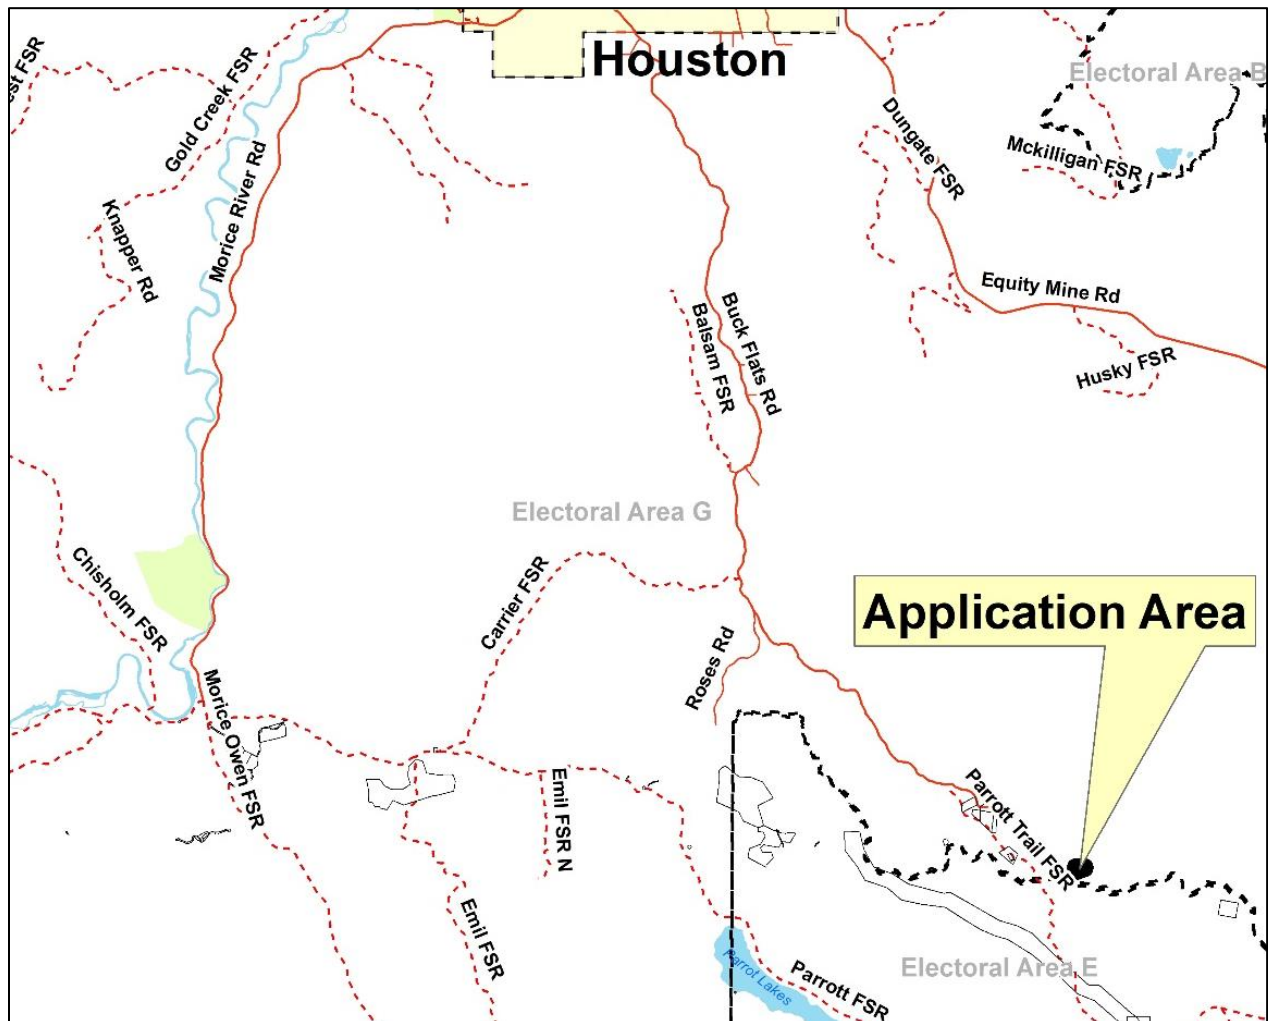 Houston
est FSR
Gold Creek FSR
Electoral Area B
Dungate FSR
Mckilligan FSR
Morice River Rd
Knapper Rd
Equity Mine Rd
Buck Flats Rd
Balsam FSR
Husky FSR
Electoral Area G
Chisholm FSR
Carrier FSR
Application Area
Roses Rd
Morice Owen FSR
Emil FSR N
Parrott Trail FSR
Emil FSR
Parrot Lakes
Parrott FSR
Electoral Area E